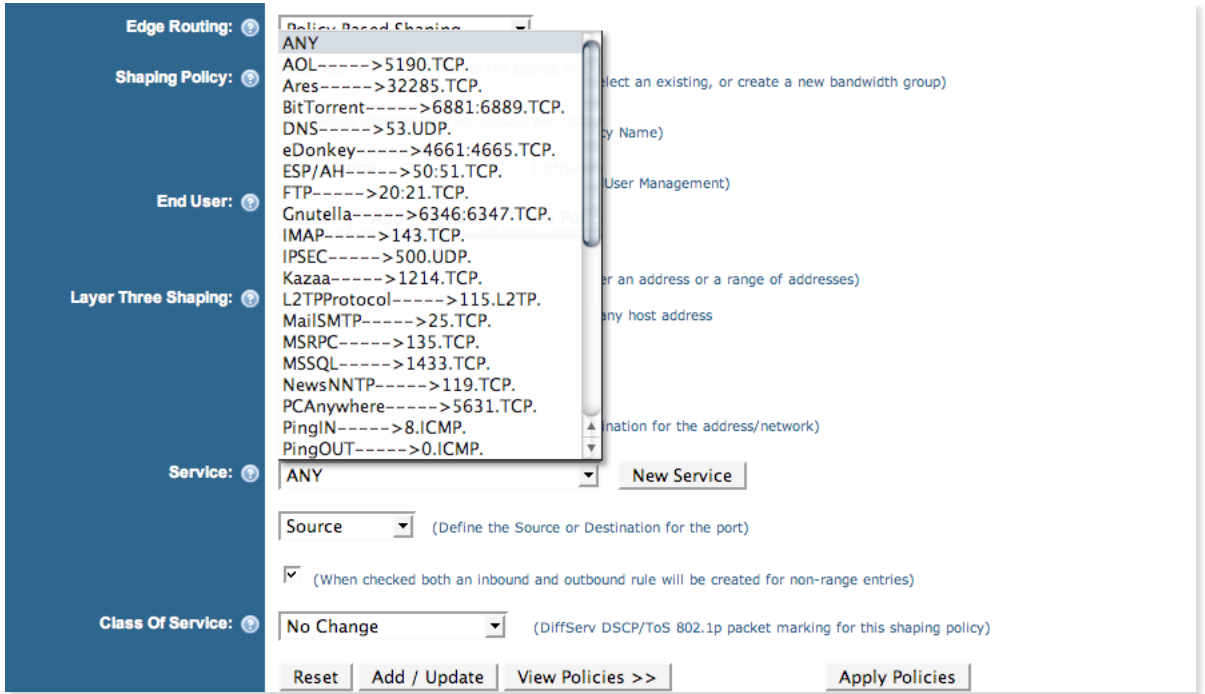 Edge Routing: Policy Based Shaping
ANY
AOL----->5190.TCP.
Shaping Policy: elect an existing, or create a new bandwidth group)
Ares----->32285.TCP.
BitTorrent----->6881:6889.TCP.
DNS----->53.UDP.
cy Name)
eDonkey----->4661:4665.TCP.
ESP/AH----->50:51.TCP.
User Management)
End User:
FTP----->20:21.TCP.
Gnutella----->6346:6347.TCP.
IMAP----->143.TCP.
IPSEC----->500.UDP.
Kazaa----->1214.TCP.
er an address or a range of addresses)
Layer Three Shaping:
L2TPProtocol----->115.L2TP.
MailSMTP----->25.TCP.
any host address
MSRPC----->135.TCP.
MSSQL----->1433.TCP.
NewsNNTP----->119.TCP.
PCAnywhere----->5631.TCP.
PingIN----->8.ICMP.
ination for the address/network)
PingOUT----->0.ICMP.
Service: ANY New Service
Source (Define the Source or Destination for the port)
(When checked both an inbound and outbound rule will be created for non-range entries)
Class Of Service: No Change (DiffServ DSCP/ToS 802.1p packet marking for this shaping policy)
Reset Add / Update View Policies >> Apply Policies